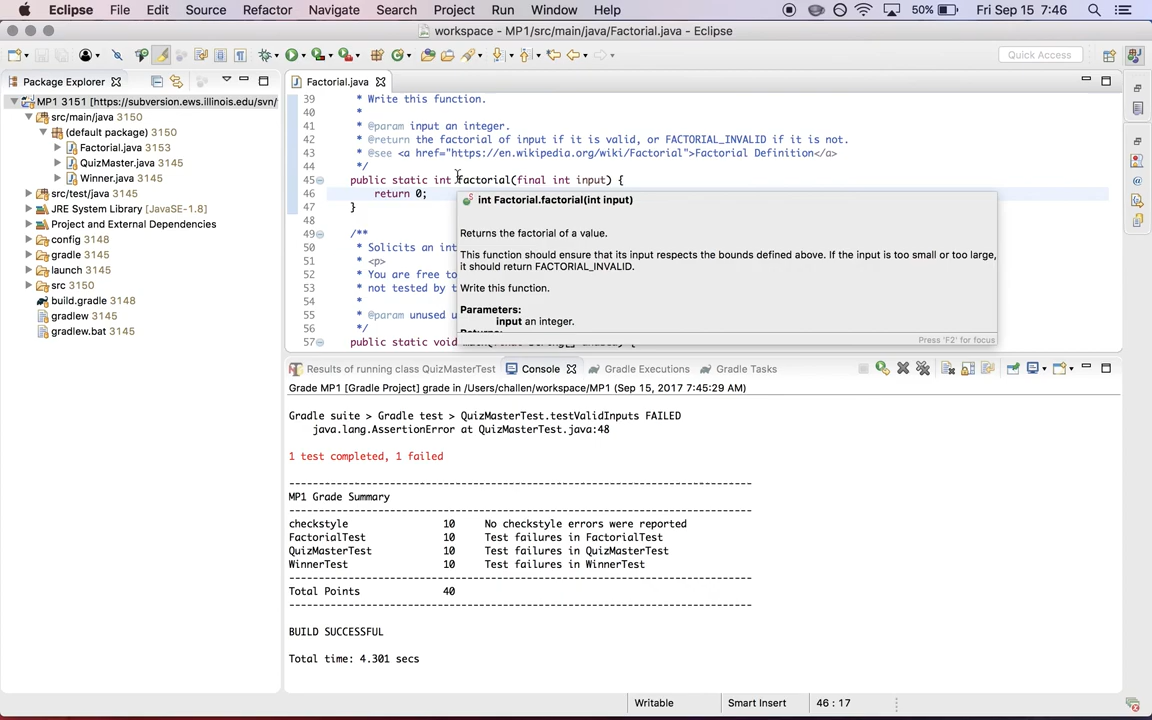 Eclipse File Edit Source Refactor Navigate Search Project Run Window Help 50% Fri Sep 15 7:46
workspace - MP1/src/main/java/Factorial.java - Eclipse
Quick Access
Package Explorer
MP1 3151 [https://subversion.ews.illinois.edu/svn/
src/main/java 3150
(default package) 3150
Factorial.java 3153
QuizMaster.java 3145
Winner.java 3145
src/test/java 3145
JRE System Library [JavaSE-1.8]
Project and External Dependencies
config 3148
gradle 3145
launch 3145
src 3150
build.gradle 3148
gradlew 3145
gradlew.bat 3145
Factorial.java
39 * Write this function.
40 *
41 * @param input an integer.
42 * @return the factorial of input if it is valid, or FACTORIAL_INVALID if it is not.
43 * @see <a href="https://en.wikipedia.org/wiki/Factorial">Factorial Definition</a>
44 */
45 public static int factorial(final int input) {
46 return 0;
47 }
48
49 /**
50 * Solicits an int
51 * <p>
52 * You are free to
53 * not tested by t
54 *
55 * @param unused u
56 */
57 public static void
int Factorial.factorial(int input)
Returns the factorial of a value.
This function should ensure that its input respects the bounds defined above. If the input is too small or too large,
it should return FACTORIAL_INVALID.
Write this function.
Parameters:
input an integer.
Press 'F2' for focus
Results of running class QuizMasterTest Console Gradle Executions Gradle Tasks
Grade MP1 [Gradle Project] grade in /Users/challen/workspace/MP1 (Sep 15, 2017 7:45:29 AM)
Gradle suite > Gradle test > QuizMasterTest.testValidInputs FAILED
java.lang.AssertionError at QuizMasterTest.java:48
1 test completed, 1 failed
--------------------------------------------------------------------------------
MP1 Grade Summary
--------------------------------------------------------------------------------
checkstyle 10 No checkstyle errors were reported
FactorialTest 10 Test failures in FactorialTest
QuizMasterTest 10 Test failures in QuizMasterTest
WinnerTest 10 Test failures in WinnerTest
--------------------------------------------------------------------------------
Total Points 40
--------------------------------------------------------------------------------
BUILD SUCCESSFUL
Total time: 4.301 secs
Writable Smart Insert 46 : 17